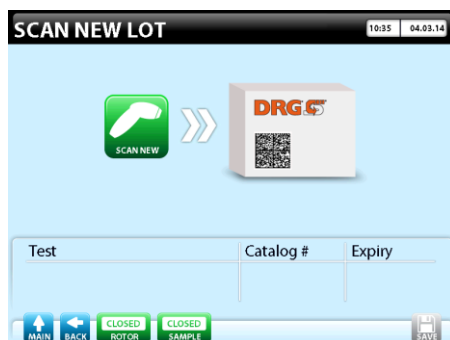 SCAN NEW LOT
10:35 04.03.14
SCAN NEW
DRG
Test Catalog # Expiry
MAIN BACK CLOSED ROTOR CLOSED SAMPLE SAVE